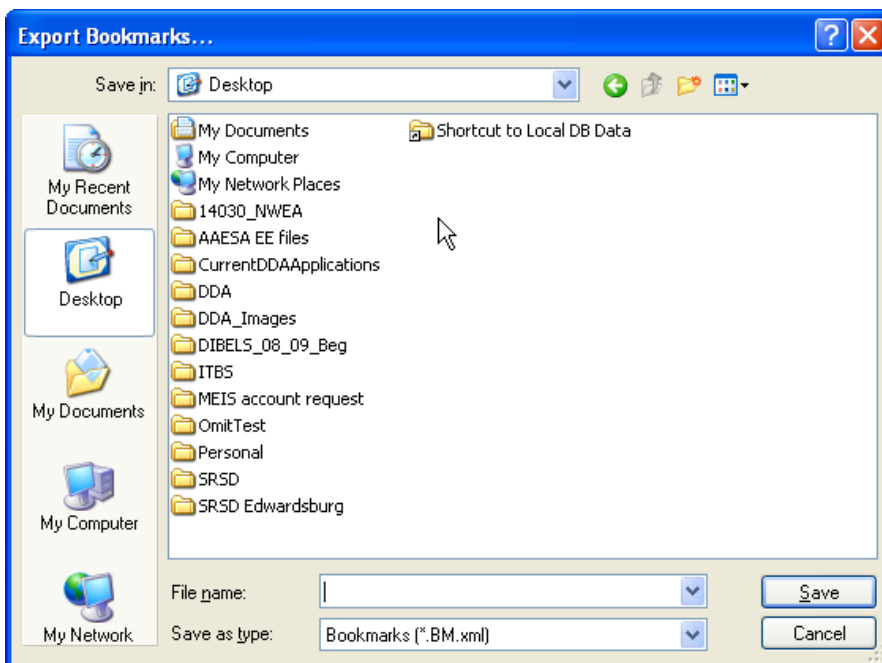 Export Bookmarks...
Save in: Desktop
My Recent
Documents
Desktop
My Documents
My Computer
My Network
My Documents
My Computer
My Network Places
14030_NWEA
AAESA EE files
CurrentDDAApplications
DDA
DDA_Images
DIBELS_08_09_Beg
ITBS
MEIS account request
OmitTest
Personal
SRSD
SRSD Edwardsburg
Shortcut to Local DB Data
File name: Save
Save as type: Bookmarks (*.BM.xml) Cancel